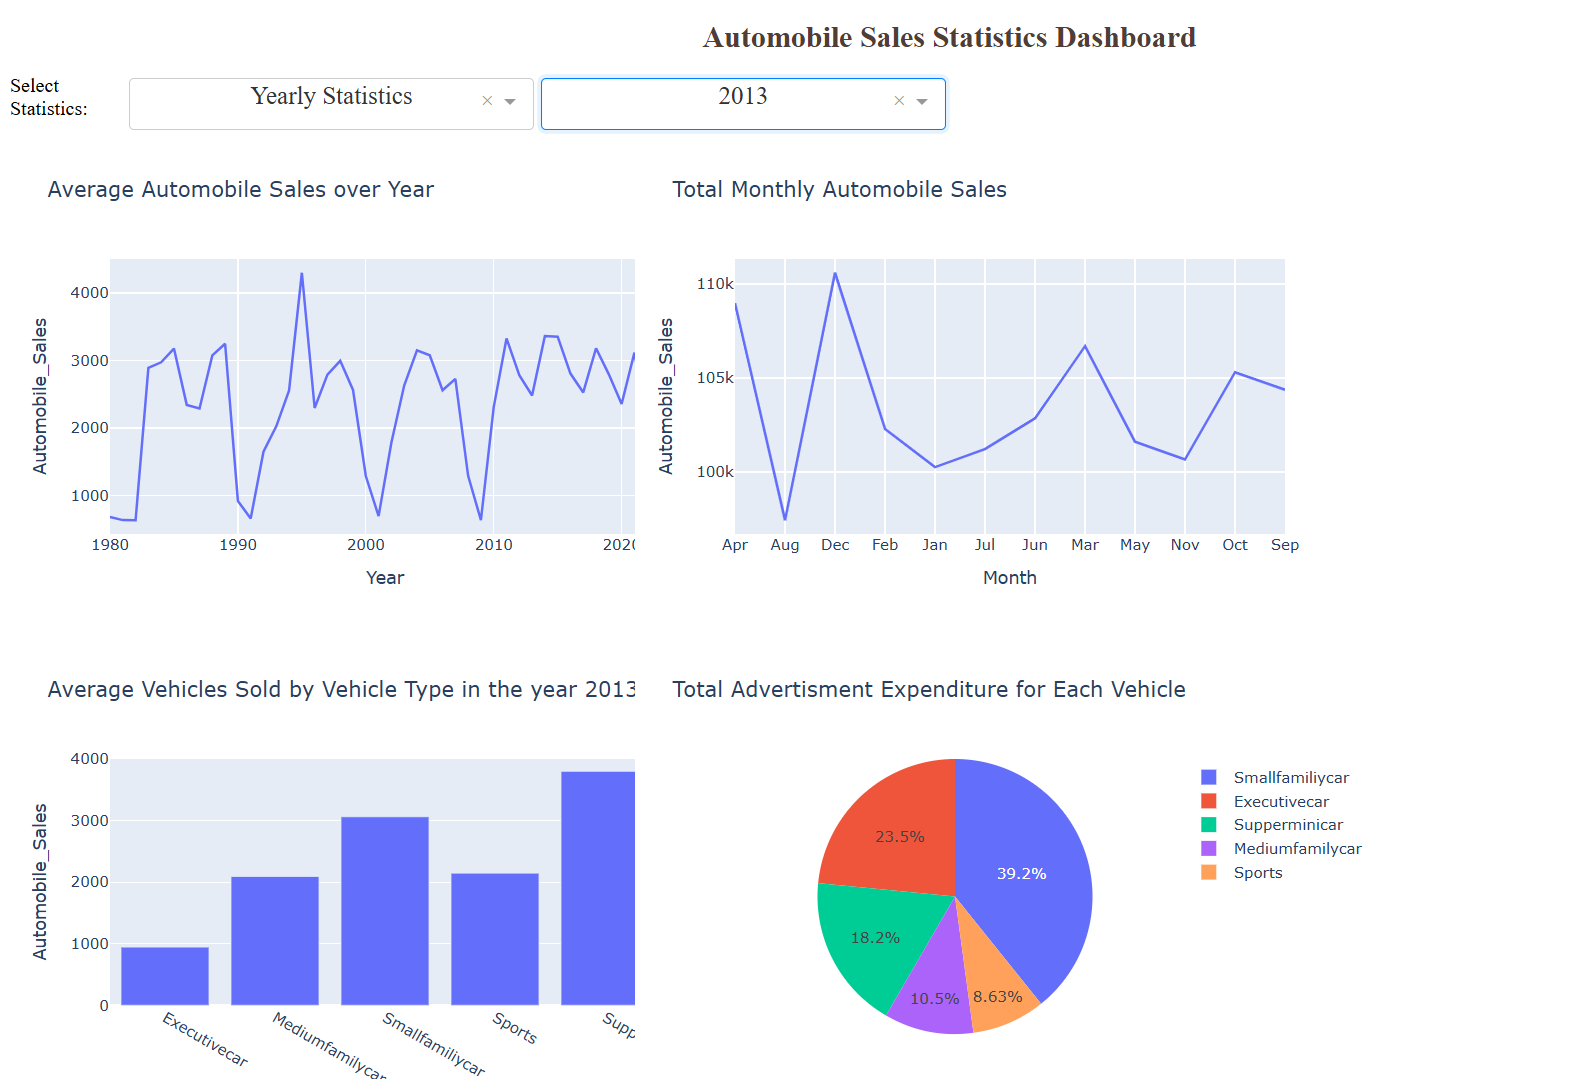 Automobile Sales Statistics Dashboard
Select
Statistics:
Yearly Statistics
×
2013
×
Average Automobile Sales over Year
Automobile_Sales
4000
3000
2000
1000
1980
1990
2000
2010
2020
Year
Total Monthly Automobile Sales
Automobile_Sales
110k
105k
100k
Apr
Aug
Dec
Feb
Jan
Jul
Jun
Mar
May
Nov
Oct
Sep
Month
Average Vehicles Sold by Vehicle Type in the year 2013
Automobile_Sales
4000
3000
2000
1000
0
Executivecar
Mediumfamilycar
Smallfamiliycar
Sports
Supp
Total Advertisment Expenditure for Each Vehicle
39.2%
23.5%
18.2%
10.5%
8.63%
Smallfamiliycar
Executivecar
Supperminicar
Mediumfamilycar
Sports